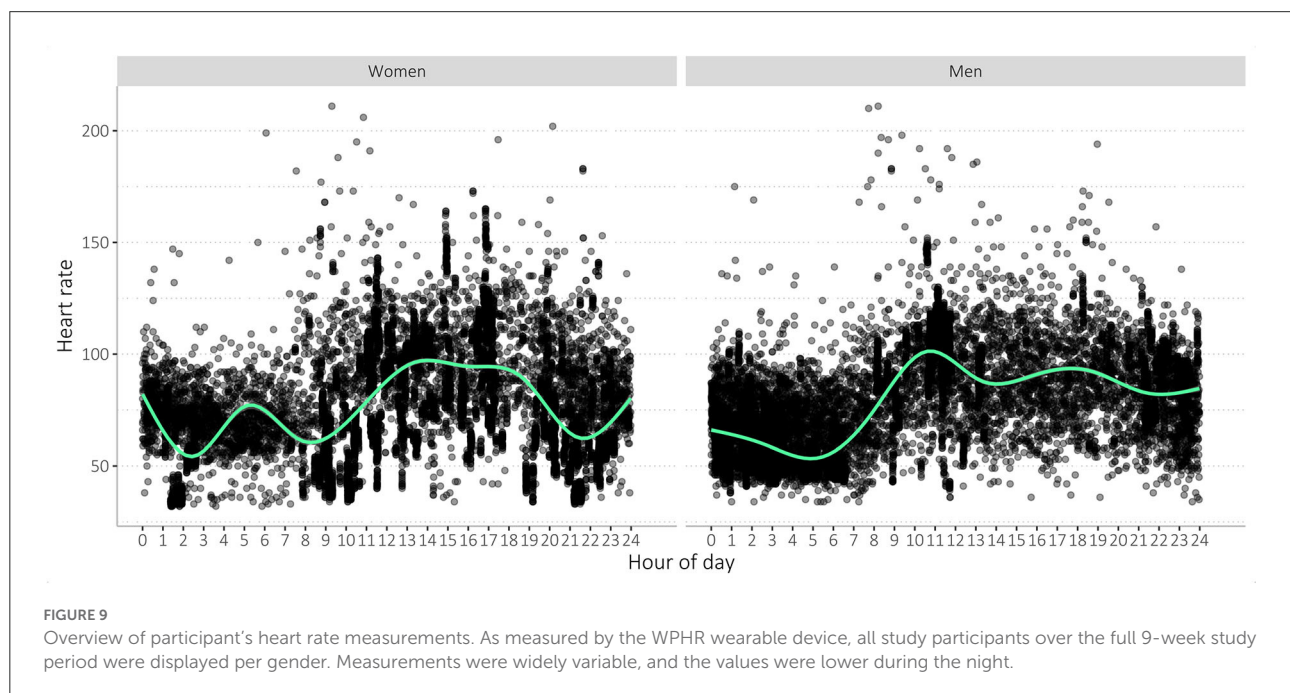 Women Men
200
150
100
50
Heart rate
0 1 2 3 4 5 6 7 8 9 10 11 12 13 14 15 16 17 18 19 20 21 22 23 24 0 1 2 3 4 5 6 7 8 9 10 11 12 13 14 15 16 17 18 19 20 21 22 23 24
Hour of day
FIGURE 9
Overview of participant's heart rate measurements. As measured by the WPHR wearable device, all study participants over the full 9-week study
period were displayed per gender. Measurements were widely variable, and the values were lower during the night.